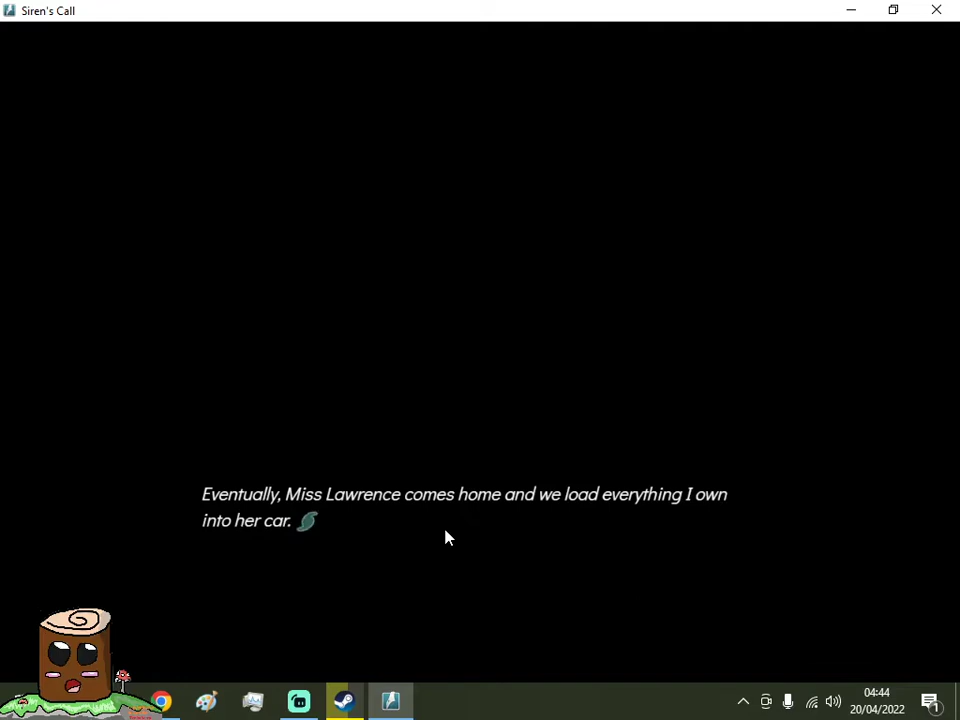 Siren's Call
Eventually, Miss Lawrence comes home and we load everything I own
into her car.
04:44
20/04/2022
1